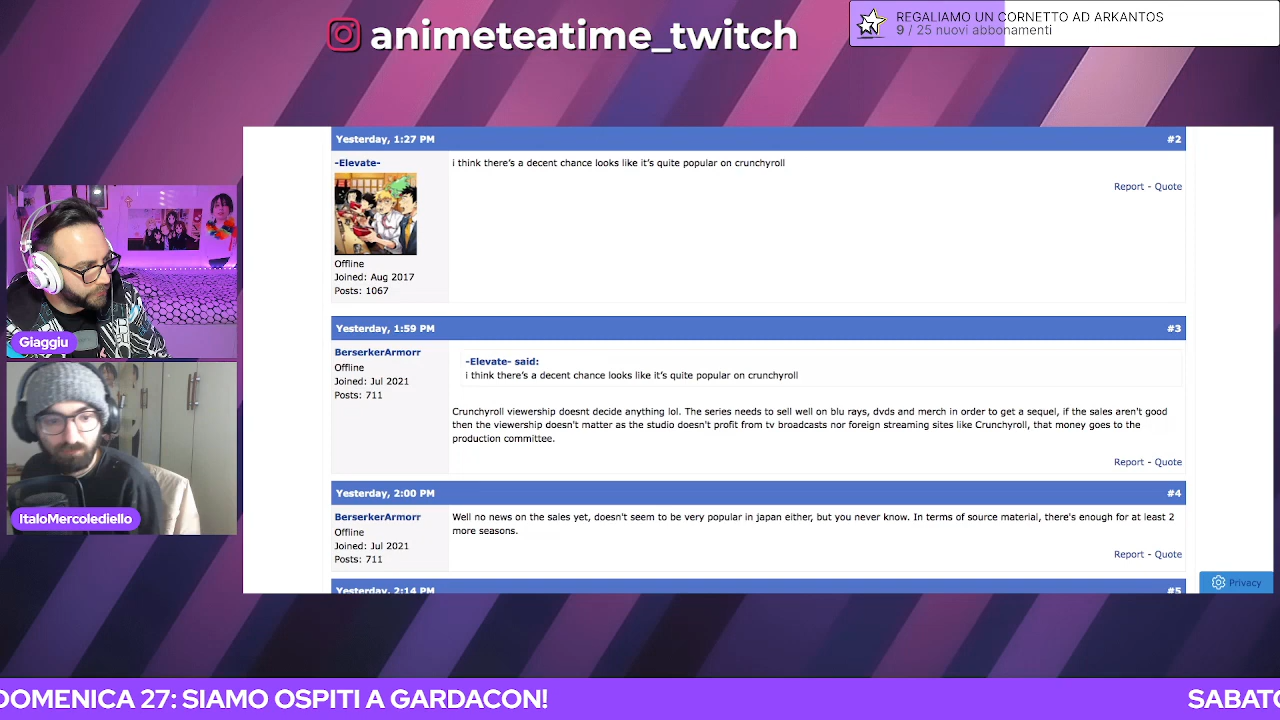 animeteatime_twitch
REGALIAMO UN CORNETTO AD ARKANTOS
9 / 25 nuovi abbonamenti
Yesterday, 1:27 PM #2
-Elevate- i think there's a decent chance looks like it's quite popular on crunchyroll
Report - Quote
Offline
Joined: Aug 2017
Posts: 1067
Yesterday, 1:59 PM #3
BerserkerArmorr
Offline
Joined: Jul 2021
Posts: 711
-Elevate- said:
i think there's a decent chance looks like it's quite popular on crunchyroll
Crunchyroll viewership doesnt decide anything lol. The series needs to sell well on blu rays, dvds and merch in order to get a sequel, if the sales aren't good
then the viewership doesn't matter as the studio doesn't profit from tv broadcasts nor foreign streaming sites like Crunchyroll, that money goes to the
production committee.
Report - Quote
Yesterday, 2:00 PM #4
BerserkerArmorr
Offline
Joined: Jul 2021
Posts: 711
Well no news on the sales yet, doesn't seem to be very popular in japan either, but you never know. In terms of source material, there's enough for at least 2
more seasons.
Report - Quote
Yesterday, 2:14 PM #5
Privacy
Giaggiu
ItaloMercolediello
DOMENICA 27: SIAMO OSPITI A GARDACON! SABATO